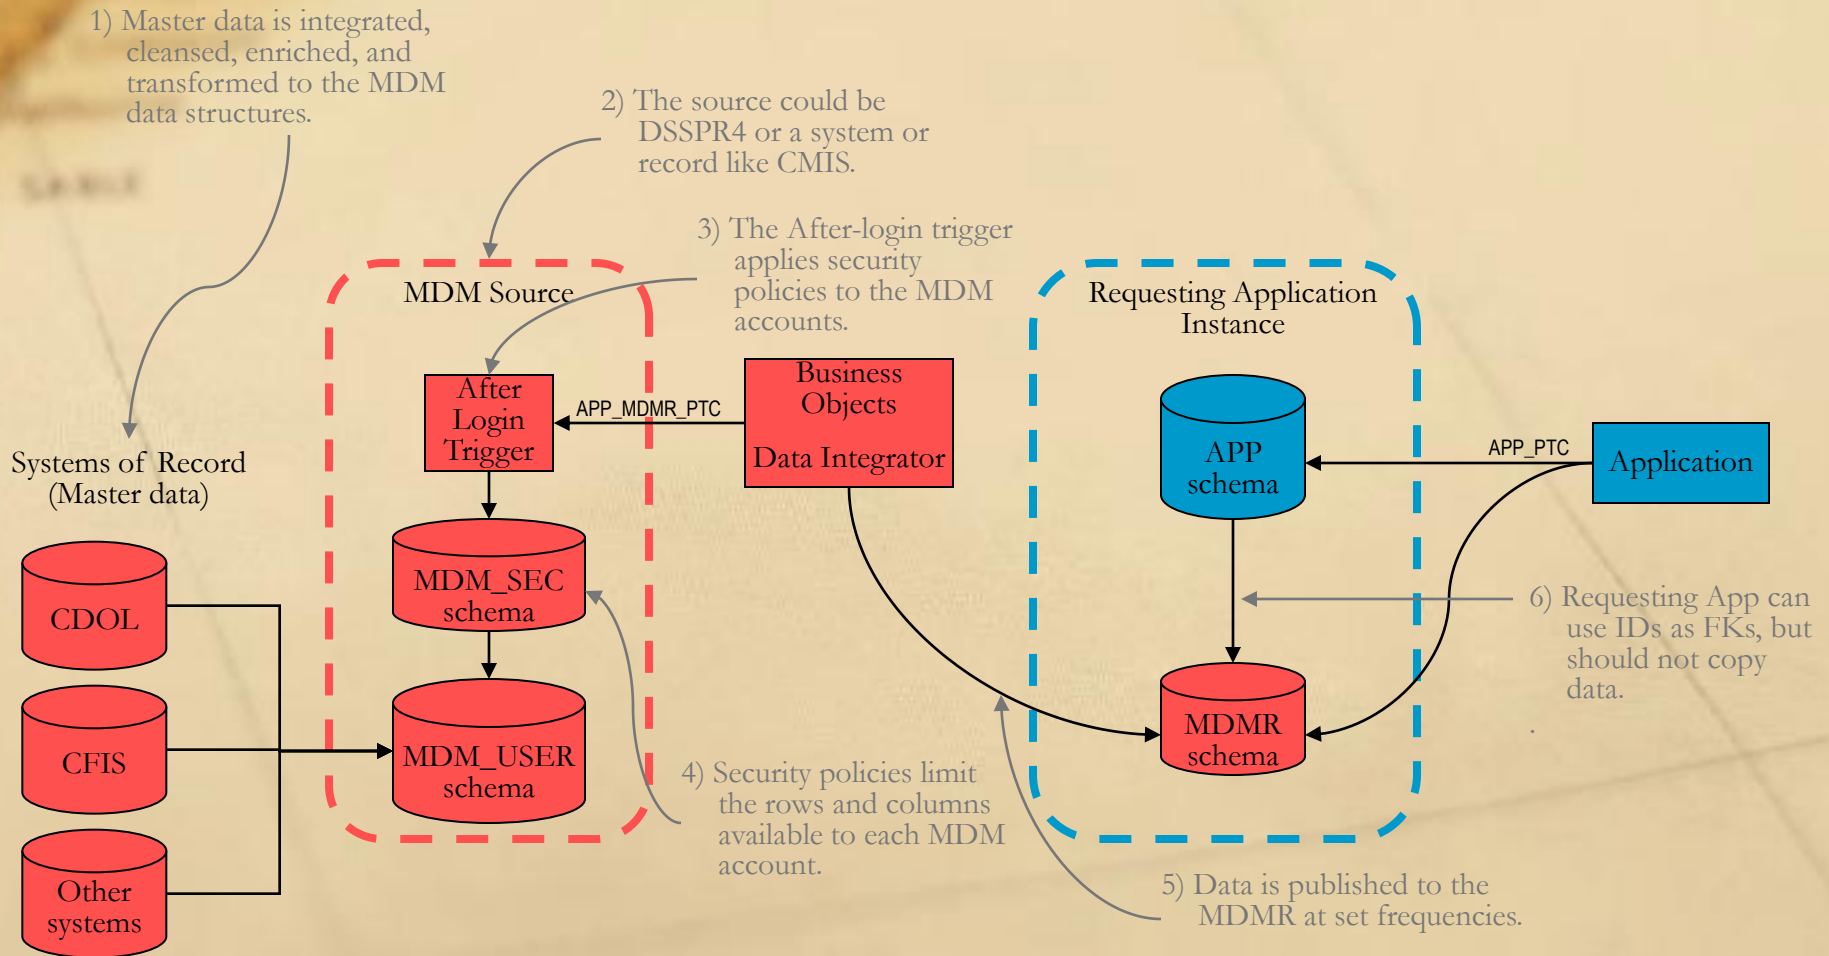 1) Master data is integrated,
cleansed, enriched, and
transformed to the MDM
data structures.
2) The source could be
DSSPR4 or a system or
record like CMIS.
3) The After-login trigger
applies security
policies to the MDM
accounts.
MDM Source
Requesting Application
Instance
After
Login
Trigger
APP_MDMR_PTC
Business
Objects
Data Integrator
APP
schema
APP_PTC
Application
Systems of Record
(Master data)
CDOL
CFIS
Other
systems
MDM_SEC
schema
MDM_USER
schema
MDMR
schema
6) Requesting App can
use IDs as FKs, but
should not copy
data.
.
4) Security policies limit
the rows and columns
available to each MDM
account.
5) Data is published to the
MDMR at set frequencies.